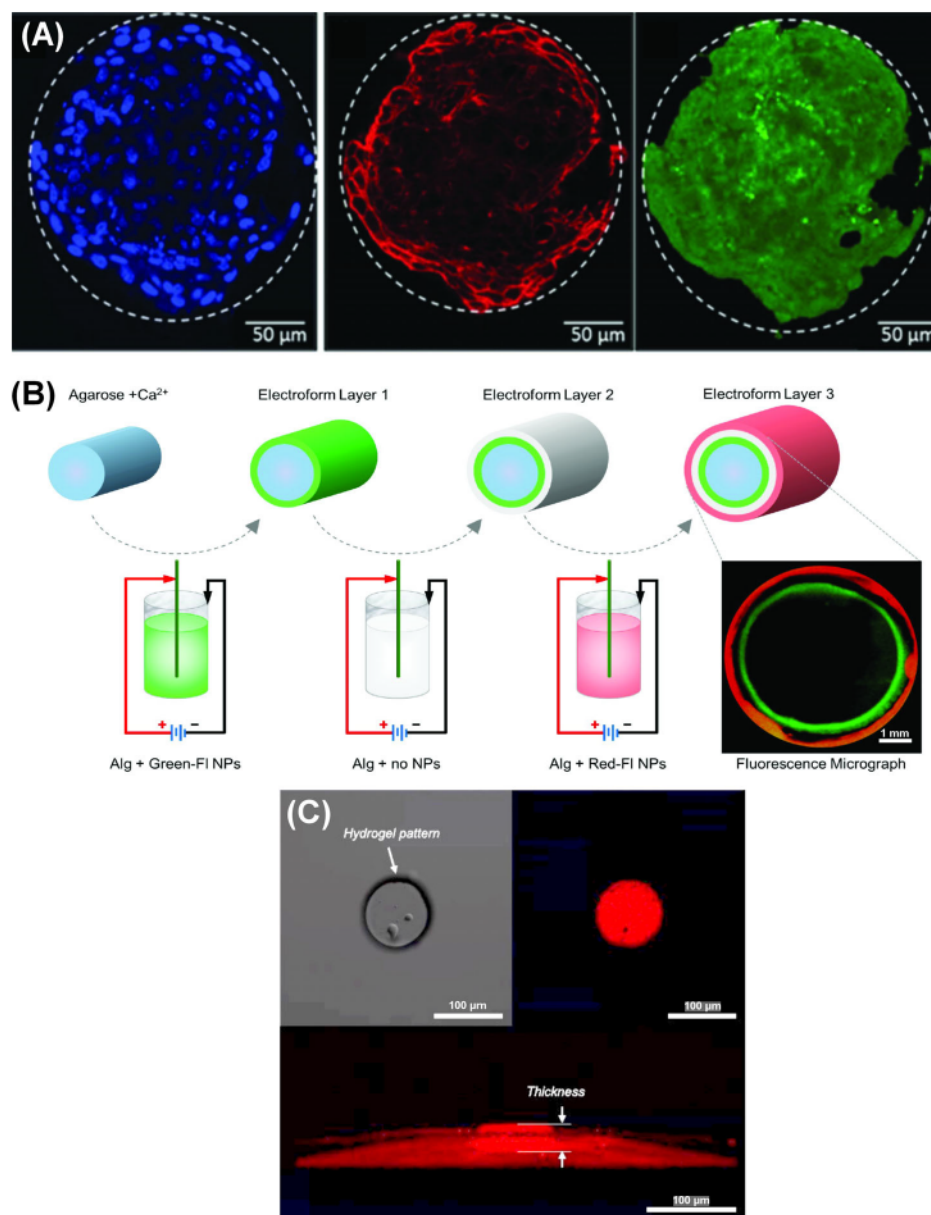 (A)
50 µm
50 µm
50 µm
(B)
Agarose +Ca²⁺
Electroform Layer 1
Electroform Layer 2
Electroform Layer 3
+ −
+ −
+ −
1 mm
Alg + Green-Fl NPs
Alg + no NPs
Alg + Red-Fl NPs
Fluorescence Micrograph
(C)
Hydrogel pattern
100 µm
100 µm
Thickness
100 µm